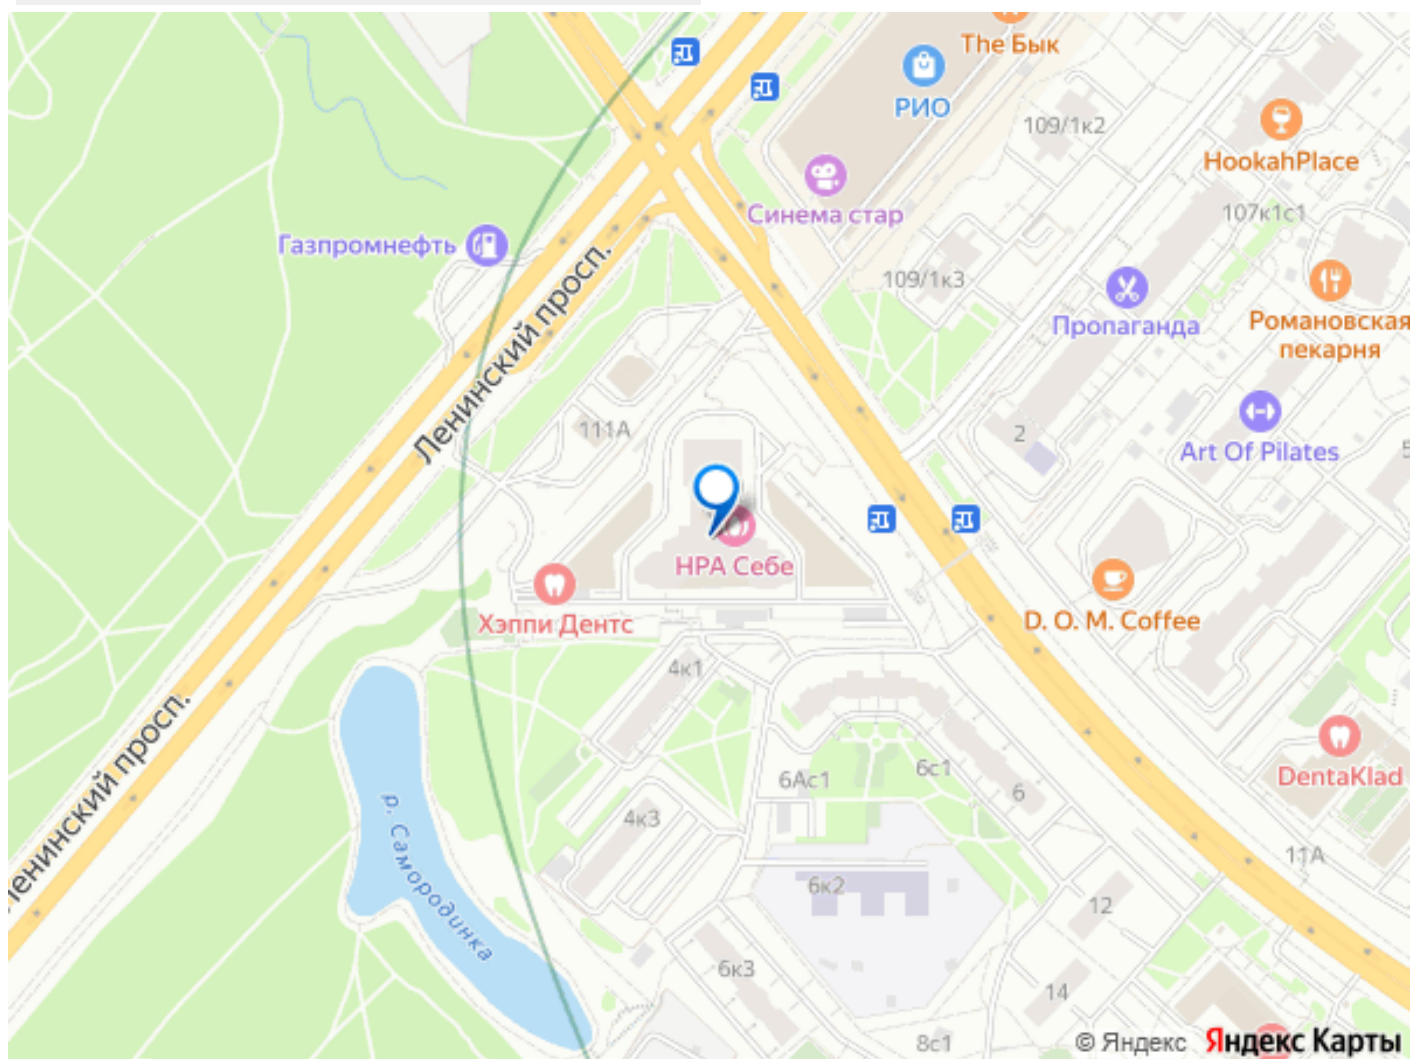 The Бык
РИО
109/1к2
HookahPlace
Синема стар
107к1с1
Газпромнефть
109/1к3
Пропаганда
Романовская
пекарня
Ленинский просп.
111А
2
Art Of Pilates
НРА Себе
Хэппи Дентс
D. O. M. Coffee
4к1
Ленинский просп.
6Ас1
6с1
6
DentaKlad
4к3
р. Самородинка
11А
6к2
12
6к3
14
8с1
© Яндекс Яндекс Карты